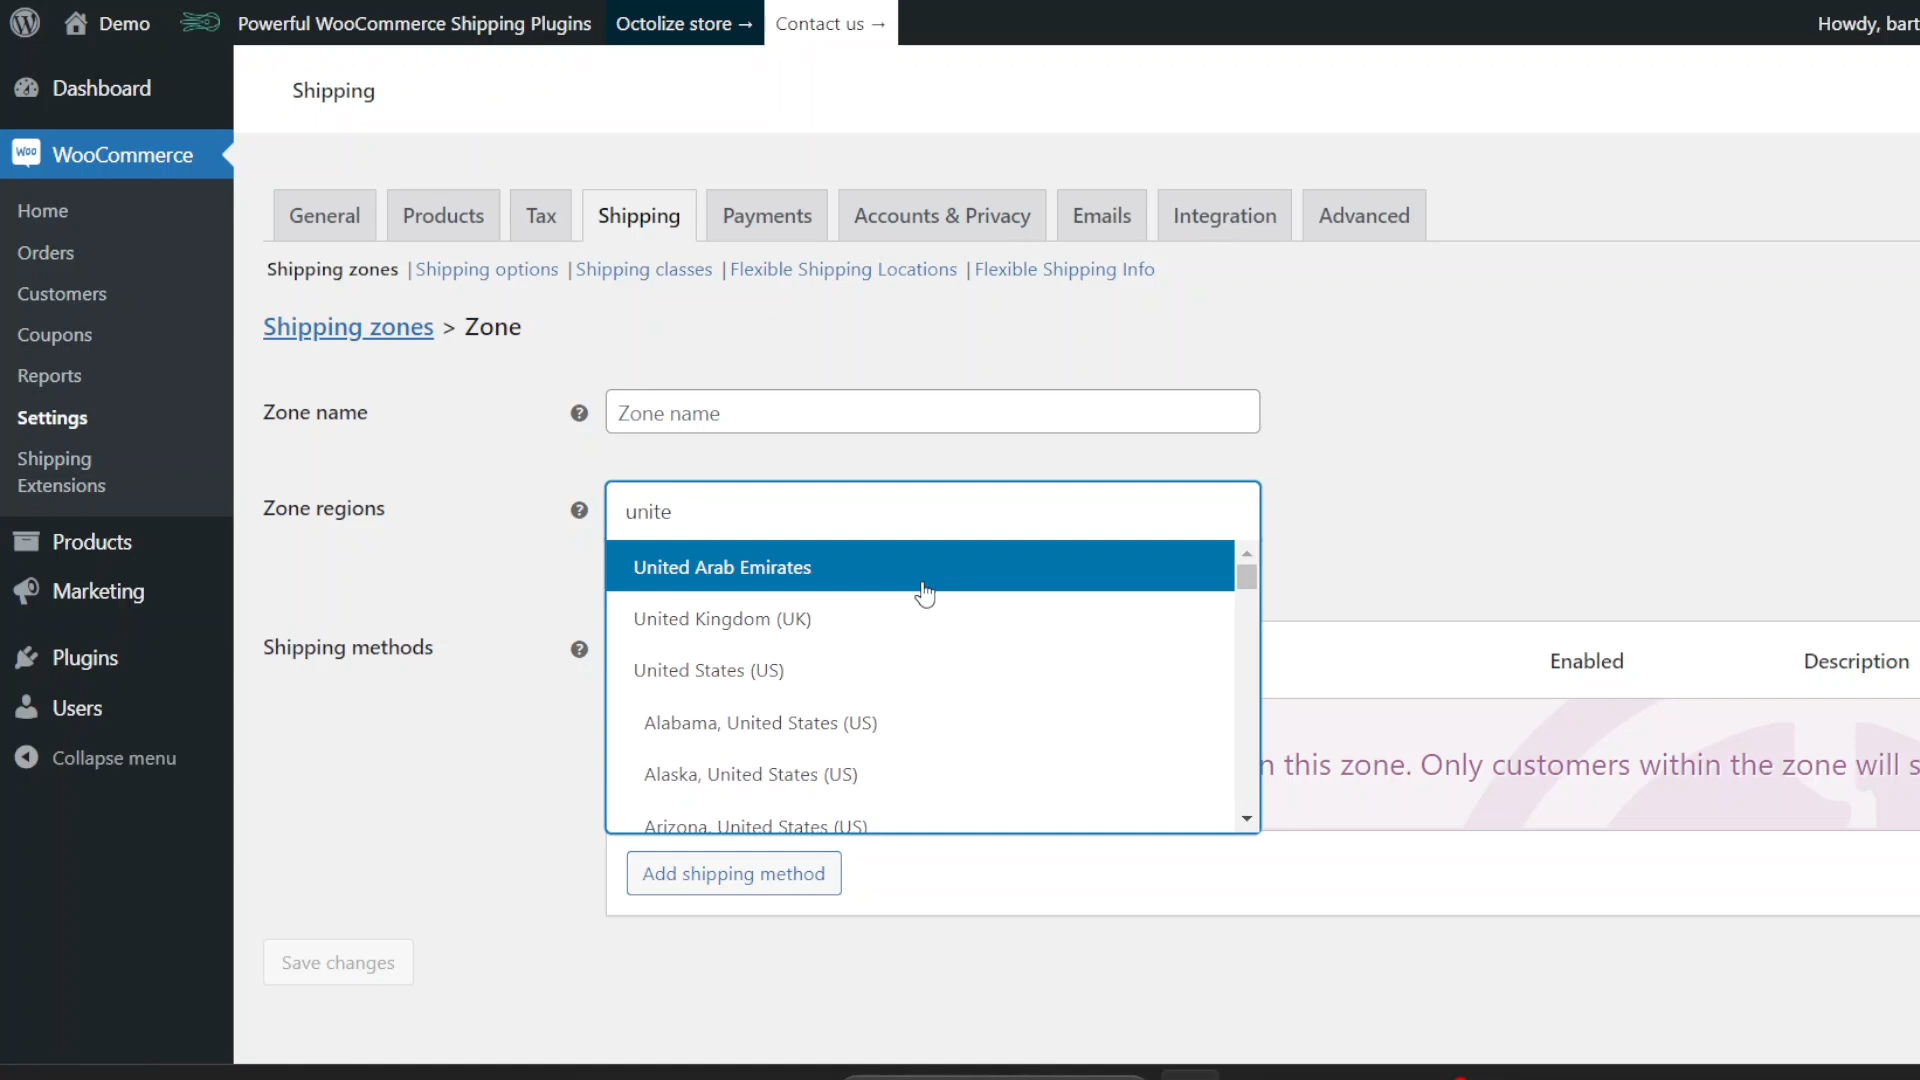 Demo
Powerful WooCommerce Shipping Plugins
Octolize store →
Contact us →
Howdy, bart
Dashboard
Woo
WooCommerce
Home
Orders
Customers
Coupons
Reports
Settings
Shipping
Extensions
Products
Marketing
Plugins
Users
Collapse menu
Shipping
General
Products
Tax
Shipping
Payments
Accounts & Privacy
Emails
Integration
Advanced
Shipping zones | Shipping options | Shipping classes | Flexible Shipping Locations | Flexible Shipping Info
Shipping zones > Zone
Zone name
?
Zone name
Zone regions
?
unite
United Arab Emirates
United Kingdom (UK)
United States (US)
Alabama, United States (US)
Alaska, United States (US)
Arizona, United States (US)
Shipping methods
?
Enabled
Description
n this zone. Only customers within the zone will s
Add shipping method
Save changes